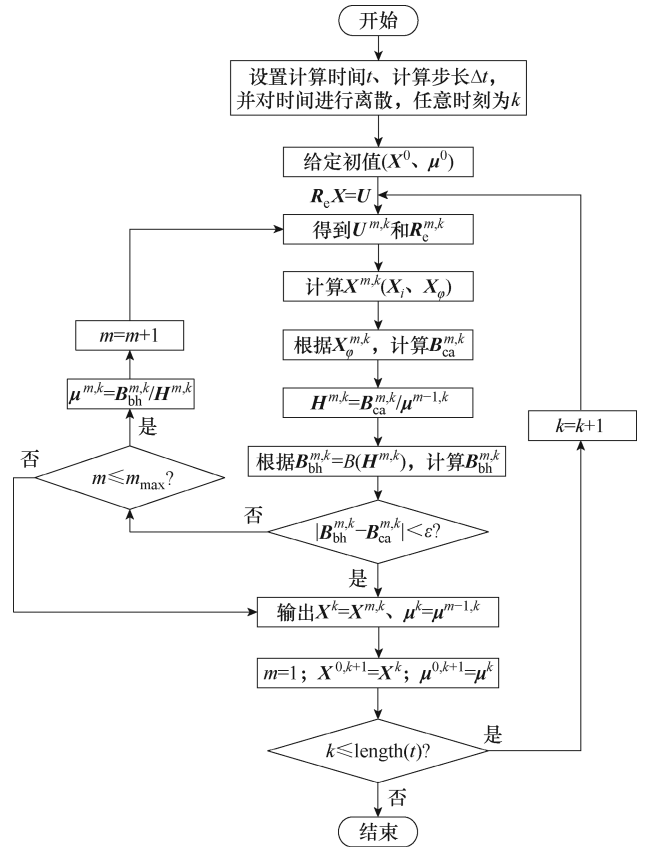 开始
设置计算时间t、计算步长Δt,
并对时间进行离散，任意时刻为k
给定初值(X⁰、μ⁰)
RₑX=U
得到U^{m,k}和R_e^{m,k}
计算X^{m,k}(X_i、X_φ)
m=m+1
根据X_φ^{m,k}，计算B_ca^{m,k}
μ^{m,k}=B_bh^{m,k}/H^{m,k}
H^{m,k}=B_ca^{m,k}/μ^{m-1,k}
k=k+1
是
否
m≤m_max?
根据B_bh^{m,k}=B(H^{m,k})，计算B_bh^{m,k}
否
|B_bh^{m,k}-B_ca^{m,k}|<ε?
是
输出X^k=X^{m,k}、μ^k=μ^{m-1,k}
m=1；X^{0,k+1}=X^k；μ^{0,k+1}=μ^k
k≤length(t)?
是
否
结束